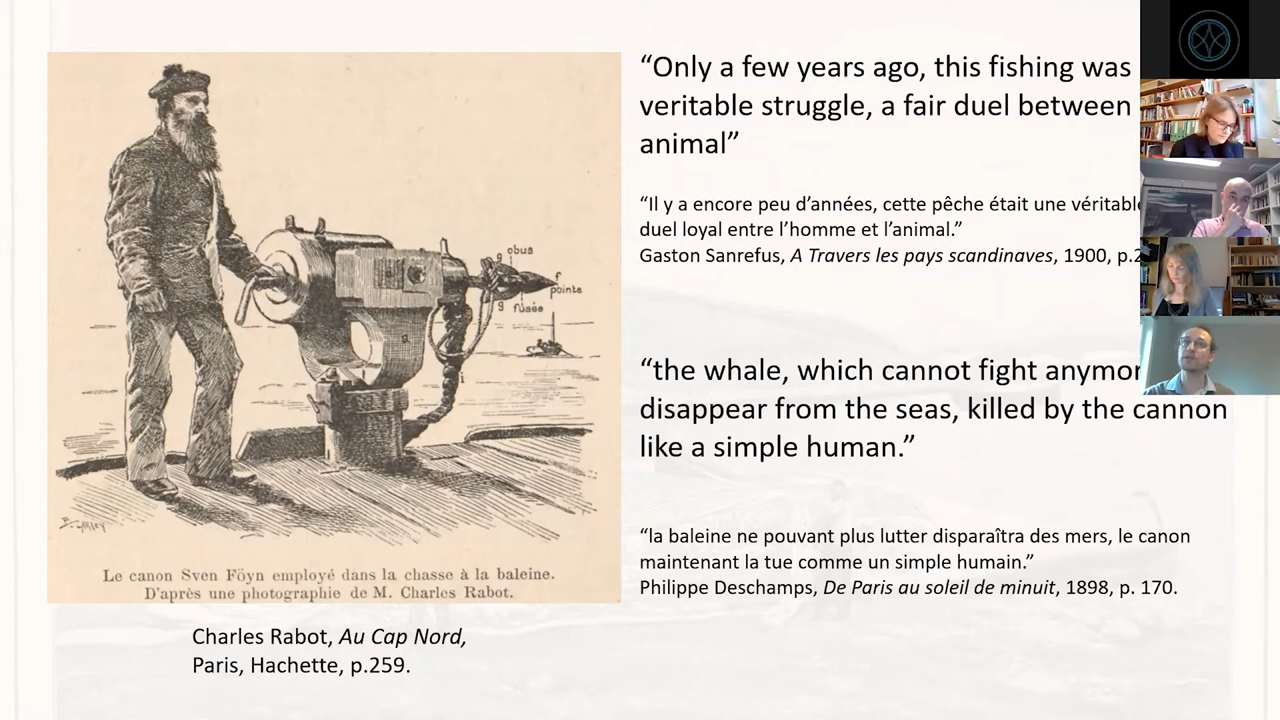 “Only a few years ago, this fishing was
veritable struggle, a fair duel between
animal”
“Il y a encore peu d’années, cette pêche était une véritable
duel loyal entre l’homme et l’animal.”
Gaston Sanrefus, A Travers les pays scandinaves, 1900, p.2
“the whale, which cannot fight anymor
disappear from the seas, killed by the cannon
like a simple human.”
“la baleine ne pouvant plus lutter disparaîtra des mers, le canon
maintenant la tue comme un simple humain.”
Philippe Deschamps, De Paris au soleil de minuit, 1898, p. 170.
g obus
f
pointe
g fusée
g
i
Le canon Sven Föyn employé dans la chasse à la baleine.
D'après une photographie de M. Charles Rabot.
Charles Rabot, Au Cap Nord,
Paris, Hachette, p.259.